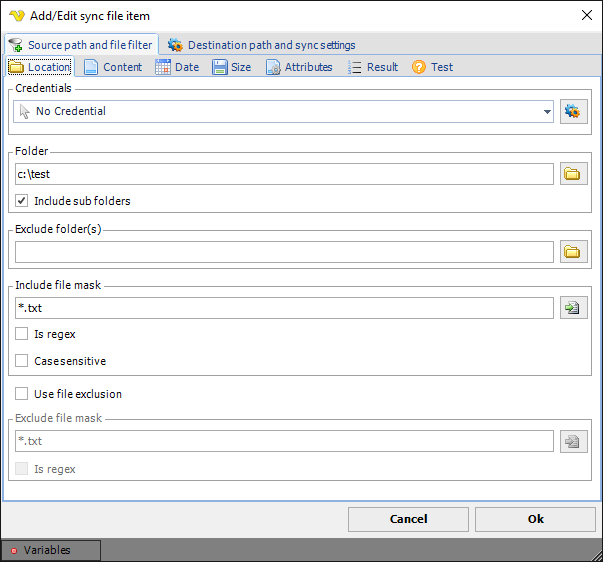 Add/Edit sync file item
Source path and file filter
Destination path and sync settings
Location
Content
Date
Size
Attributes
Result
Test
Credentials
No Credential
Folder
c:\test
Include sub folders
Exclude folder(s)
Include file mask
*.txt
Is regex
Case sensitive
Use file exclusion
Exclude file mask
*.txt
Is regex
Cancel
Ok
Variables